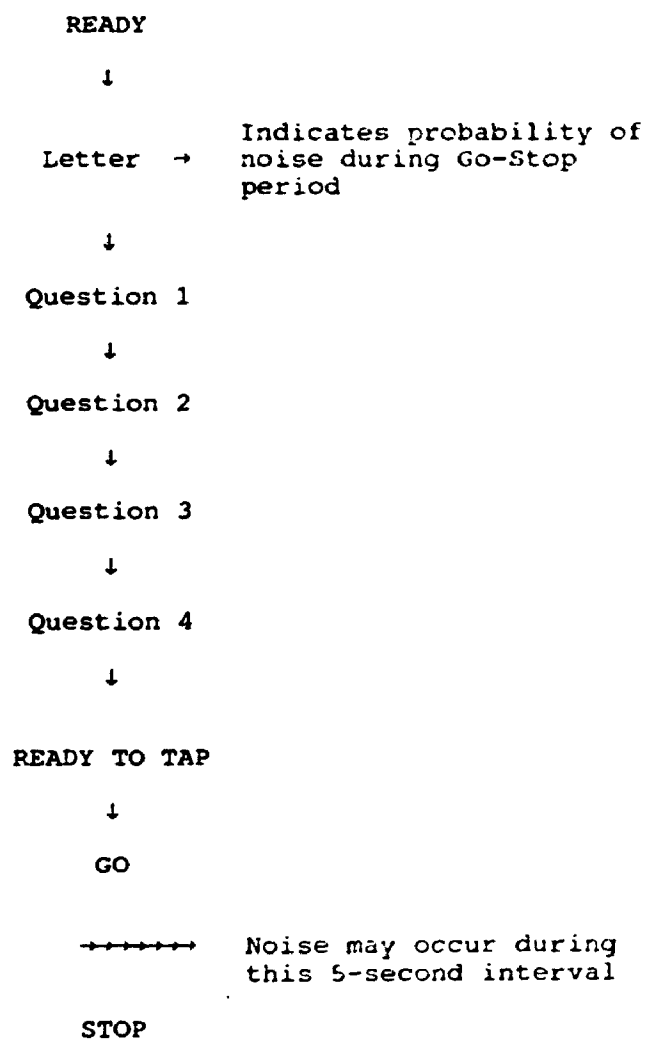 READY
↓
Indicates probability of
Letter → noise during Go-Stop
period
↓
Question 1
↓
Question 2
↓
Question 3
↓
Question 4
↓
READY TO TAP
↓
GO
Noise may occur during
this 5-second interval
STOP